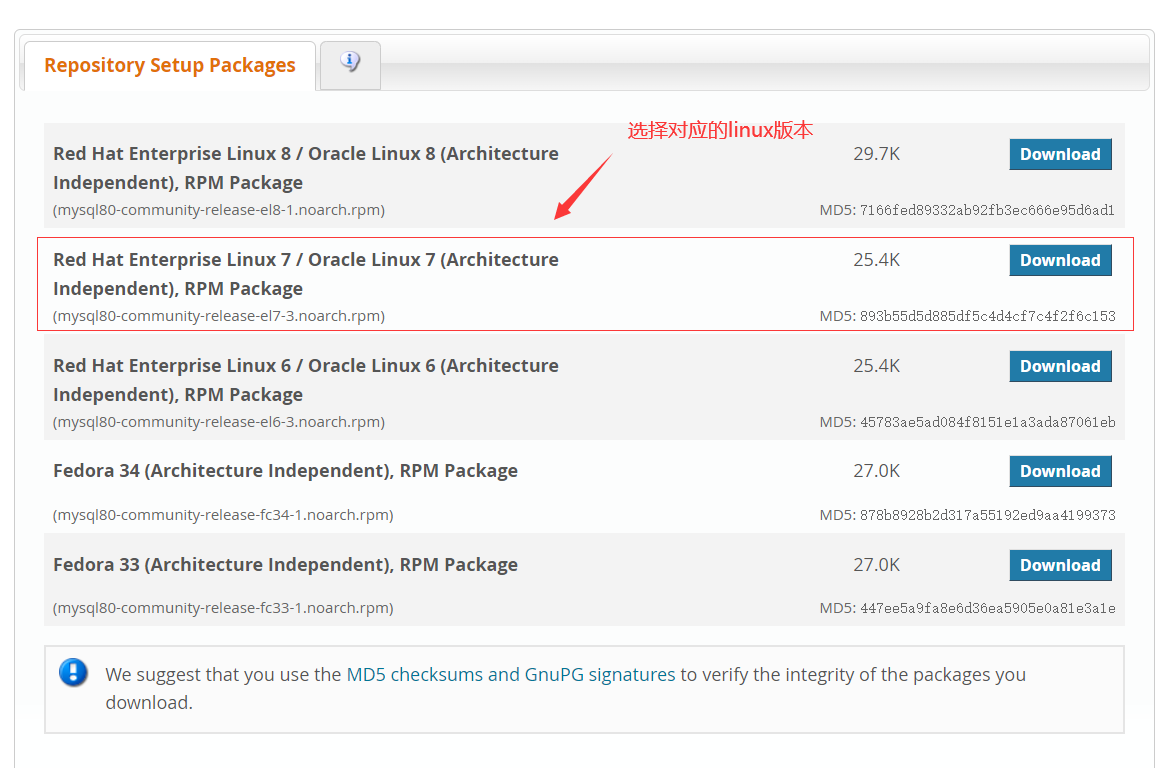 Repository Setup Packages
选择对应的linux版本
Red Hat Enterprise Linux 8 / Oracle Linux 8 (Architecture
Independent), RPM Package
29.7K
Download
(mysql80-community-release-el8-1.noarch.rpm)
MD5: 7166fed89332ab92fb3ec666e95d6ad1
Red Hat Enterprise Linux 7 / Oracle Linux 7 (Architecture
Independent), RPM Package
25.4K
Download
(mysql80-community-release-el7-3.noarch.rpm)
MD5: 893b55d5d885df5c4d4cf7c4f2f6c153
Red Hat Enterprise Linux 6 / Oracle Linux 6 (Architecture
Independent), RPM Package
25.4K
Download
(mysql80-community-release-el6-3.noarch.rpm)
MD5: 45783ae5ad084f8151e1a3ada87061eb
Fedora 34 (Architecture Independent), RPM Package
27.0K
Download
(mysql80-community-release-fc34-1.noarch.rpm)
MD5: 878b8928b2d317a55192ed9aa4199373
Fedora 33 (Architecture Independent), RPM Package
27.0K
Download
(mysql80-community-release-fc33-1.noarch.rpm)
MD5: 447ee5a9fa8e6d36ea5905e0a81e3a1e
We suggest that you use the MD5 checksums and GnuPG signatures to verify the integrity of the packages you
download.